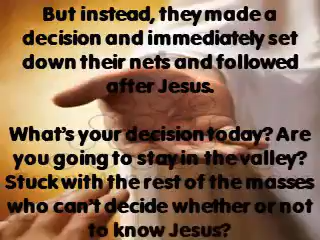 But instead, they made a
decision and immediately set
down their nets and followed
after Jesus.
What's your decision today? Are
you going to stay in the valley?
Stuck with the rest of the masses
who can't decide whether or not
to know Jesus?